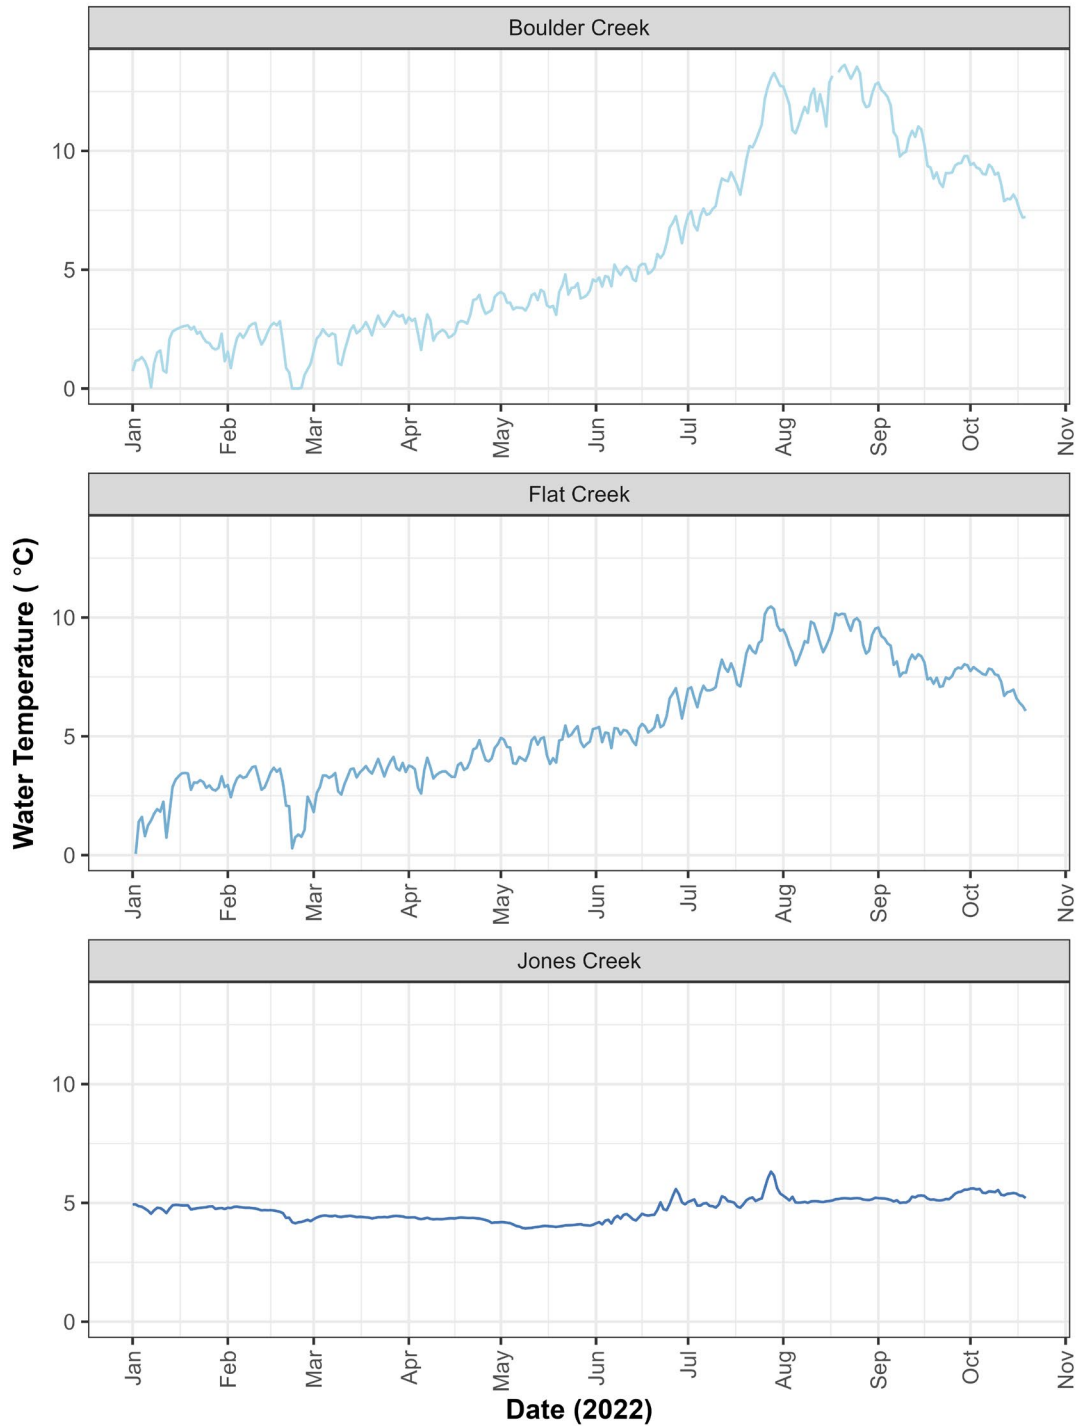 Boulder Creek
10
5
0
Jan Feb Mar Apr May Jun Jul Aug Sep Oct Nov
Flat Creek
10
5
0
Jan Feb Mar Apr May Jun Jul Aug Sep Oct Nov
Jones Creek
10
5
0
Jan Feb Mar Apr May Jun Jul Aug Sep Oct Nov
Water Temperature ( °C)
Date (2022)